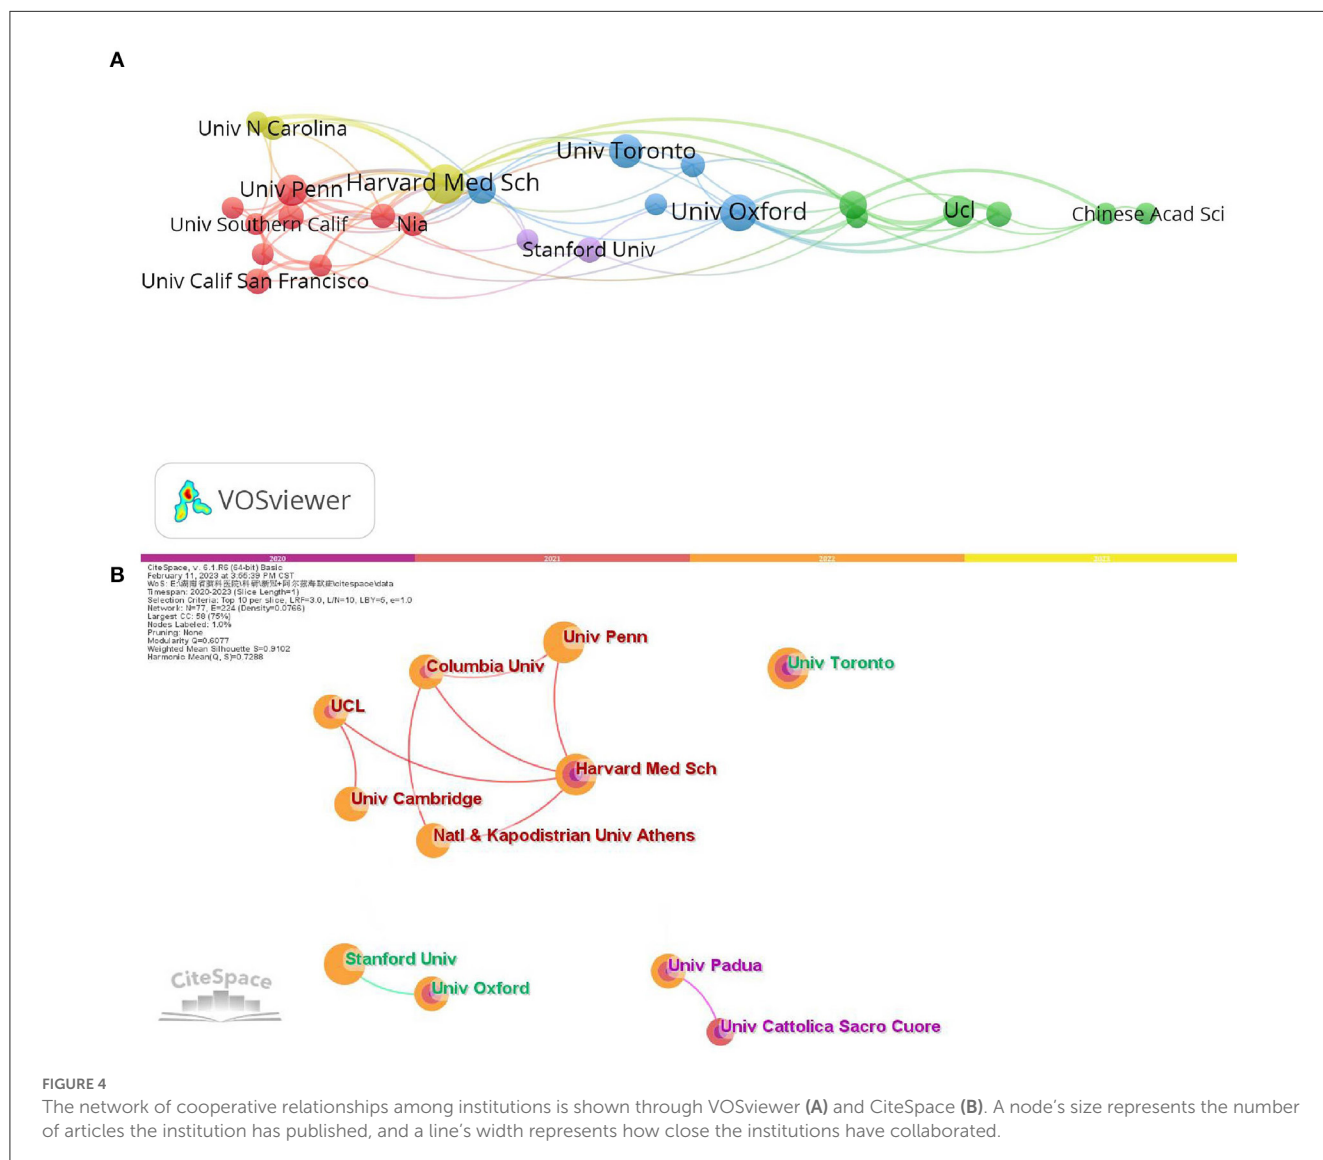 A
Univ N Carolina
Univ Toronto
Univ Penn
Harvard Med Sch
Univ Oxford
Ucl
Chinese Acad Sci
Univ Southern Calif
Nia
Stanford Univ
Univ Calif San Francisco
VOSviewer
2020 2021 2022 2023
B
CiteSpace, v. 6.1.R6 (64-bit) Basic
February 11, 2023 at 3:55:39 PM CST
Timespan: 2020-2023 (Slice Length=1)
Selection Criteria: Top 10 per slice, LRF=3.0, L/N=10, LBY=5, e=1.0
Network: N=77, E=224 (Density=0.0766)
Largest CC: 58 (75%)
Nodes Labeled: 1.0%
Pruning: None
Modularity Q=0.6077
Weighted Mean Silhouette S=0.9102
Harmonic Mean(Q, S)=0.7288
Univ Penn
Columbia Univ
Univ Toronto
UCL
Harvard Med Sch
Univ Cambridge
Natl & Kapodistrian Univ Athens
Stanford Univ
Univ Padua
CiteSpace
Univ Oxford
Univ Cattolica Sacro Cuore
FIGURE 4
The network of cooperative relationships among institutions is shown through VOSviewer (A) and CiteSpace (B). A node's size represents the number
of articles the institution has published, and a line's width represents how close the institutions have collaborated.